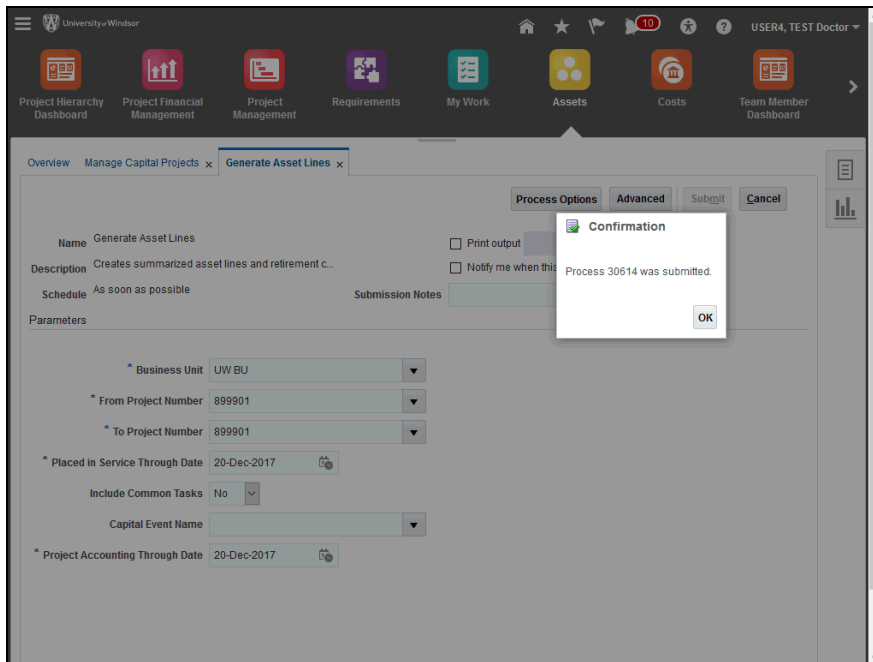 University of Windsor
10
USER4, TEST Doctor
Project Hierarchy Dashboard
Project Financial Management
Project Management
Requirements
My Work
Assets
Costs
Team Member Dashboard
Overview
Manage Capital Projects x
Generate Asset Lines x
Process Options
Advanced
Submit
Cancel
Name Generate Asset Lines
Print output
Description Creates summarized asset lines and retirement c...
Notify me when this
Schedule As soon as possible
Submission Notes
Confirmation
Process 30614 was submitted.
OK
Parameters
* Business Unit UW BU
* From Project Number 899901
* To Project Number 899901
* Placed in Service Through Date 20-Dec-2017
Include Common Tasks No
Capital Event Name
* Project Accounting Through Date 20-Dec-2017